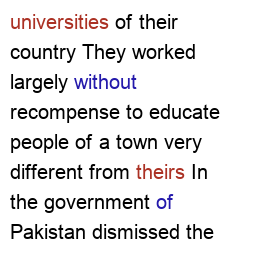 universities of their
country They worked
largely without
recompense to educate
people of a town very
different from theirs In
the government of
Pakistan dismissed the